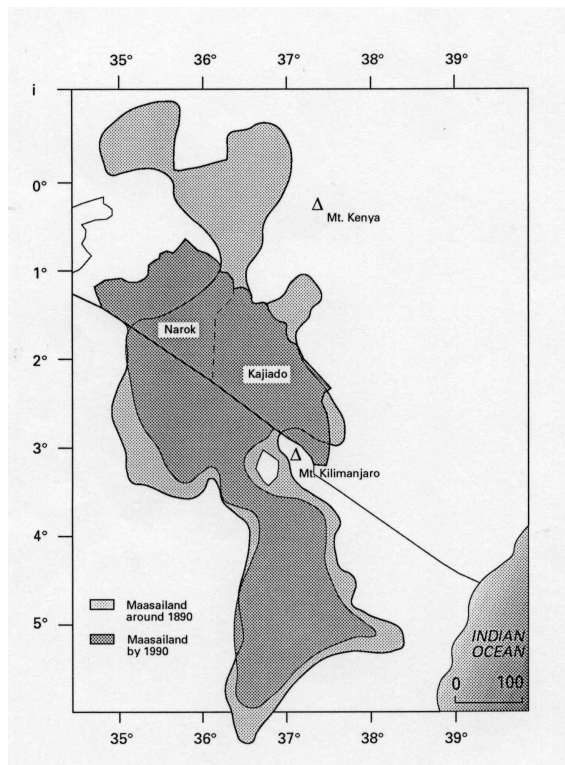 35° 36° 37° 38° 39°
i
0°
Mt. Kenya
1°
Narok
2°
Kajiado
3°
Mt. Kilimanjaro
4°
Maasailand
around 1890
5°
Maasailand
by 1990
INDIAN
OCEAN
0 100
35° 36° 37° 38° 39°